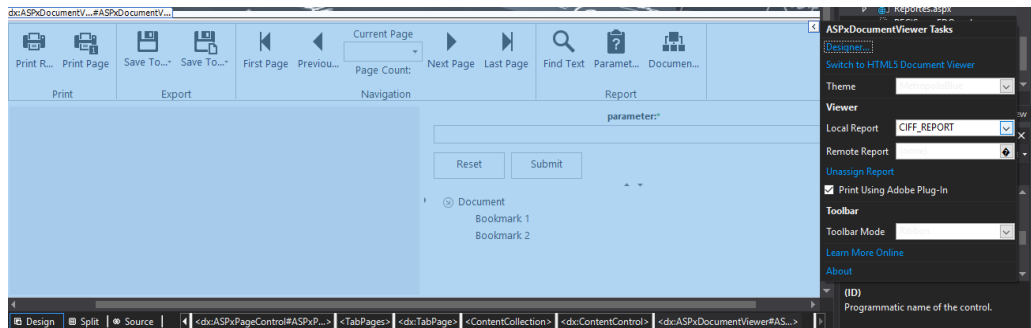 dx:ASPxDocumentV...#ASPxDocumentV...
Reportes.aspx
ASPxDocumentViewer Tasks
Designer...
Switch to HTML5 Document Viewer
Theme
Viewer
Local Report CIFF_REPORT
Remote Report
Unassign Report
Print Using Adobe Plug-In
Toolbar
Toolbar Mode Ribbon
Learn More Online
About
Current Page
Print R... Print Page Save To... Save To... First Page Previou... Page Count: Next Page Last Page Find Text Paramet... Documen...
Print Export Navigation Report
parameter:*
Reset Submit
Document
Bookmark 1
Bookmark 2
(ID)
Programmatic name of the control.
Design Split Source <dx:ASPxPageControl#ASPxP...> <TabPages> <dx:TabPage> <ContentCollection> <dx:ContentControl> <dx:ASPxDocumentViewer#AS...>